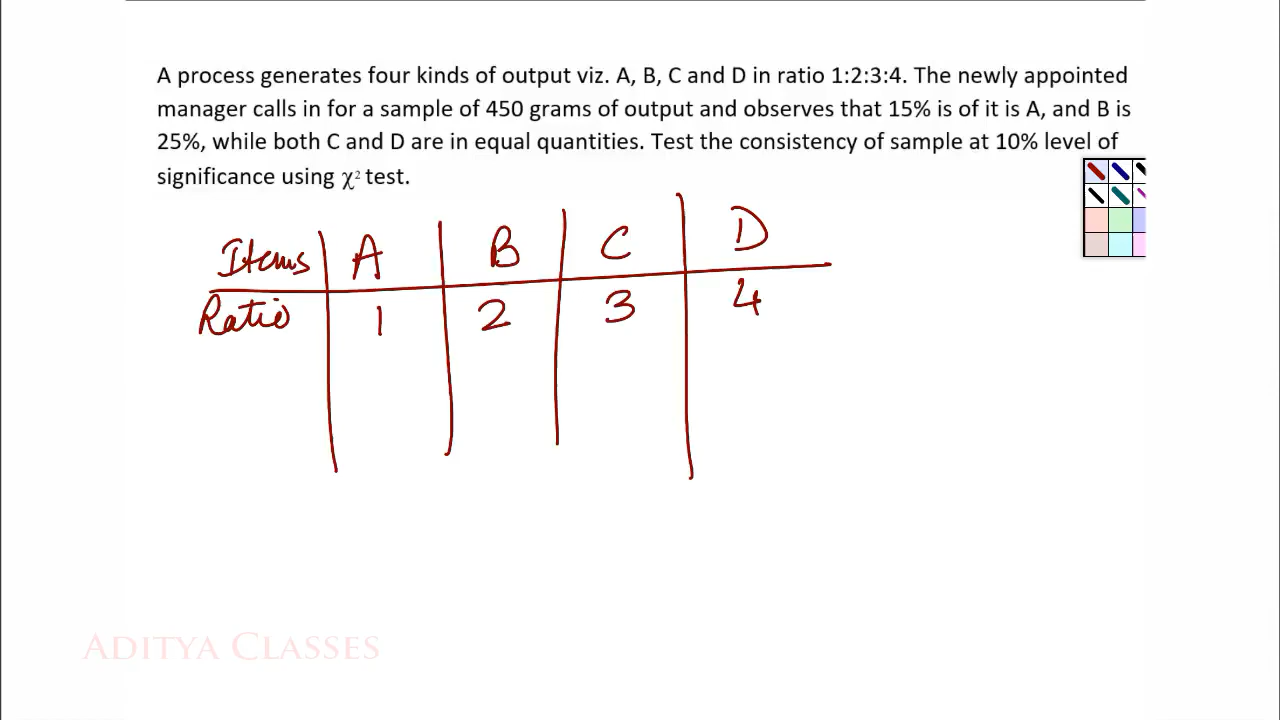 A process generates four kinds of output viz. A, B, C and D in ratio 1:2:3:4. The newly appointed
manager calls in for a sample of 450 grams of output and observes that 15% is of it is A, and B is
25%, while both C and D are in equal quantities. Test the consistency of sample at 10% level of
significance using χ² test.
Items A B C D
Ratio 1 2 3 4
ADITYA CLASSES